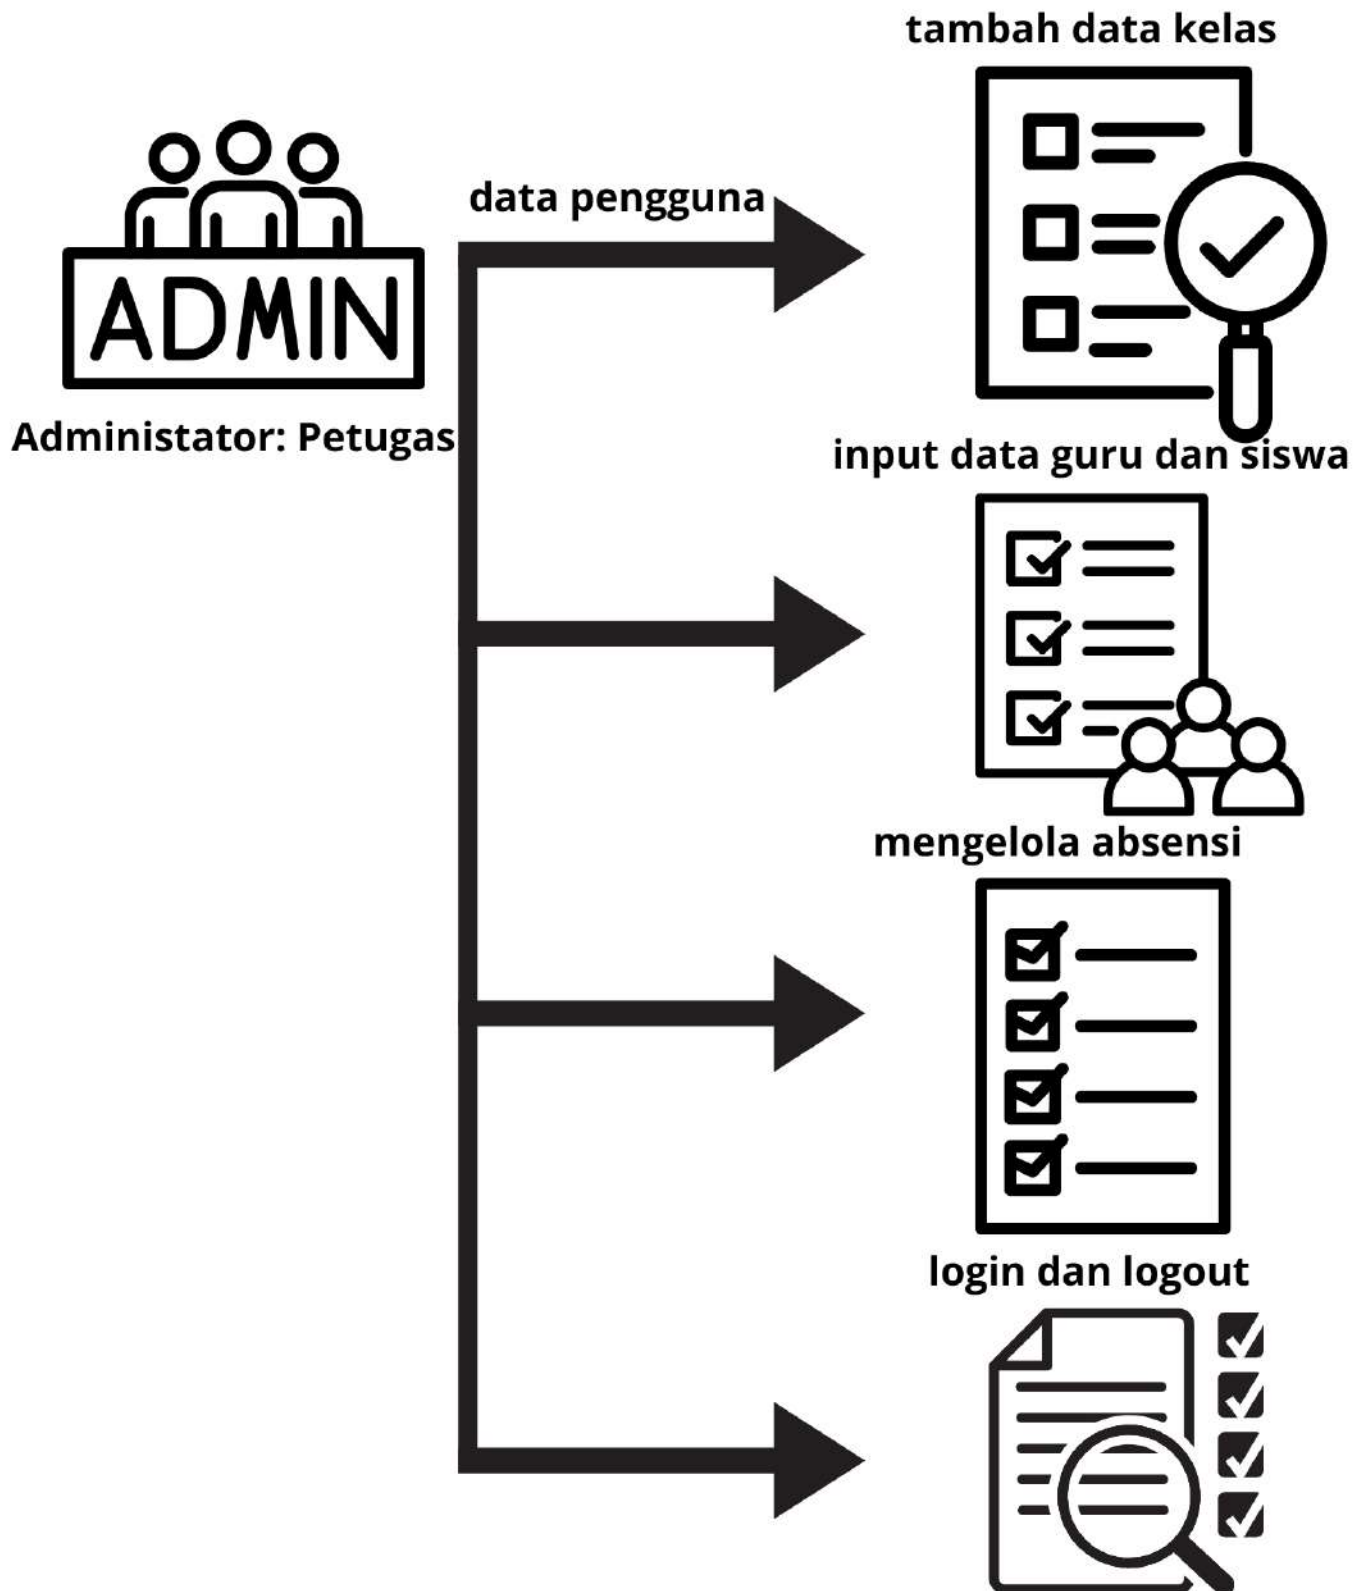 tambah data kelas
data pengguna
ADMIN
Administator: Petugas
input data guru dan siswa
mengelola absensi
login dan logout